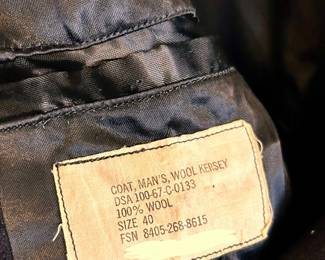 COAT, MAN'S, WOOL KERSEY
DSA 100-67-C-0133
100% WOOL
SIZE 40
FSN 8405-268-8615